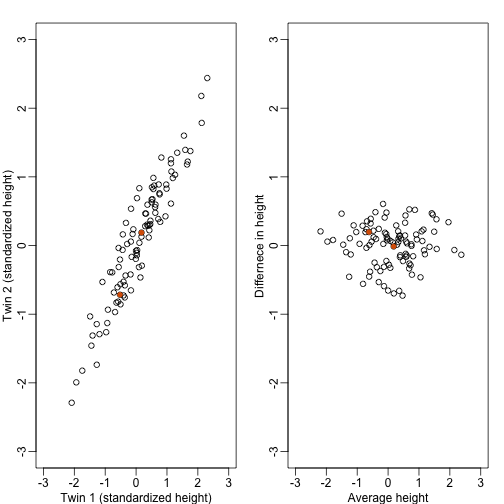 3
2
1
0
-1
-2
-3
Twin 2 (standardized height)
-3 -2 -1 0 1 2 3
Twin 1 (standardized height)
3
2
1
0
-1
-2
-3
Differnece in height
-3 -2 -1 0 1 2 3
Average height